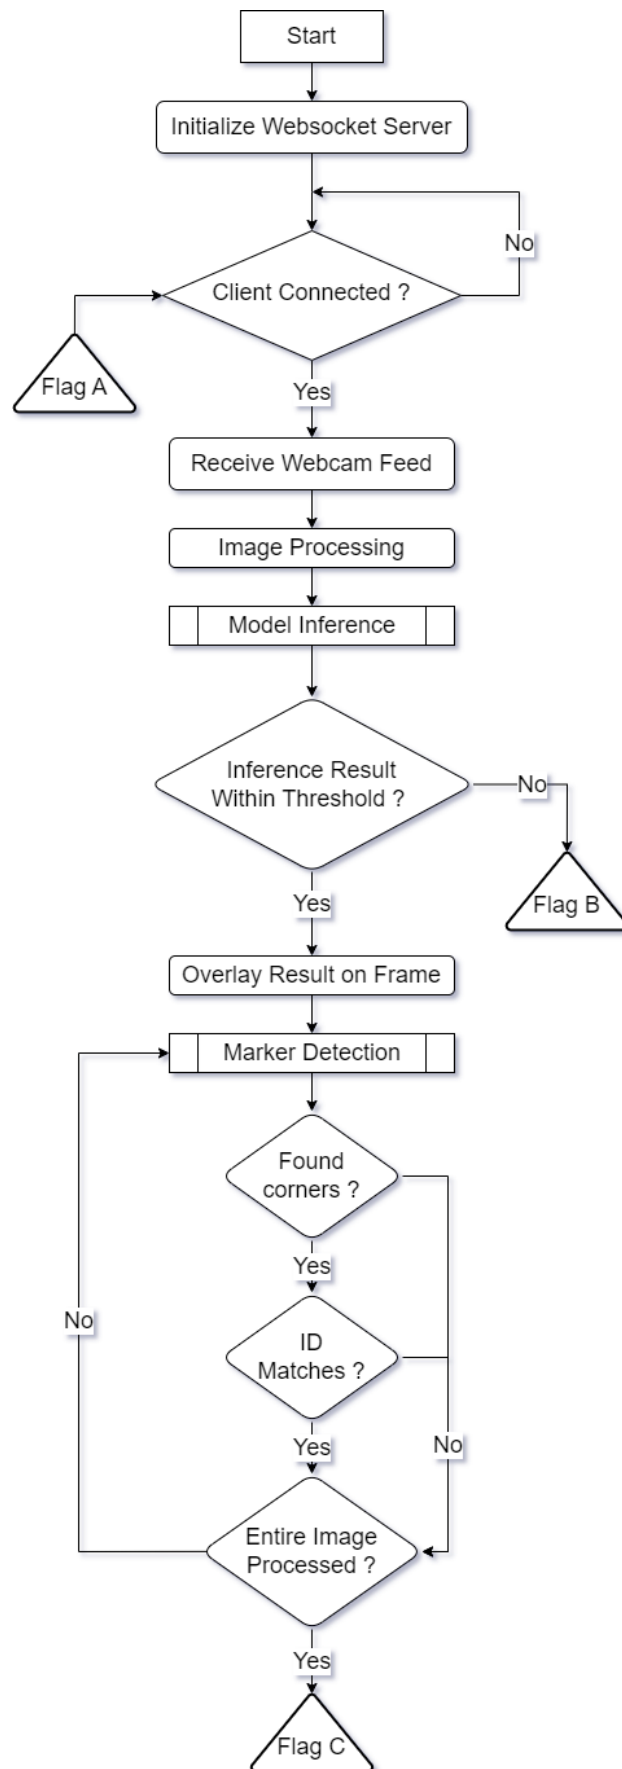 Start
Initialize Websocket Server
No
Client Connected ?
Flag A
Yes
Receive Webcam Feed
Image Processing
Model Inference
Inference Result
Within Threshold ?
No
Yes
Flag B
Overlay Result on Frame
Marker Detection
Found
corners ?
Yes
No
ID
Matches ?
Yes
No
Entire Image
Processed ?
Yes
Flag C